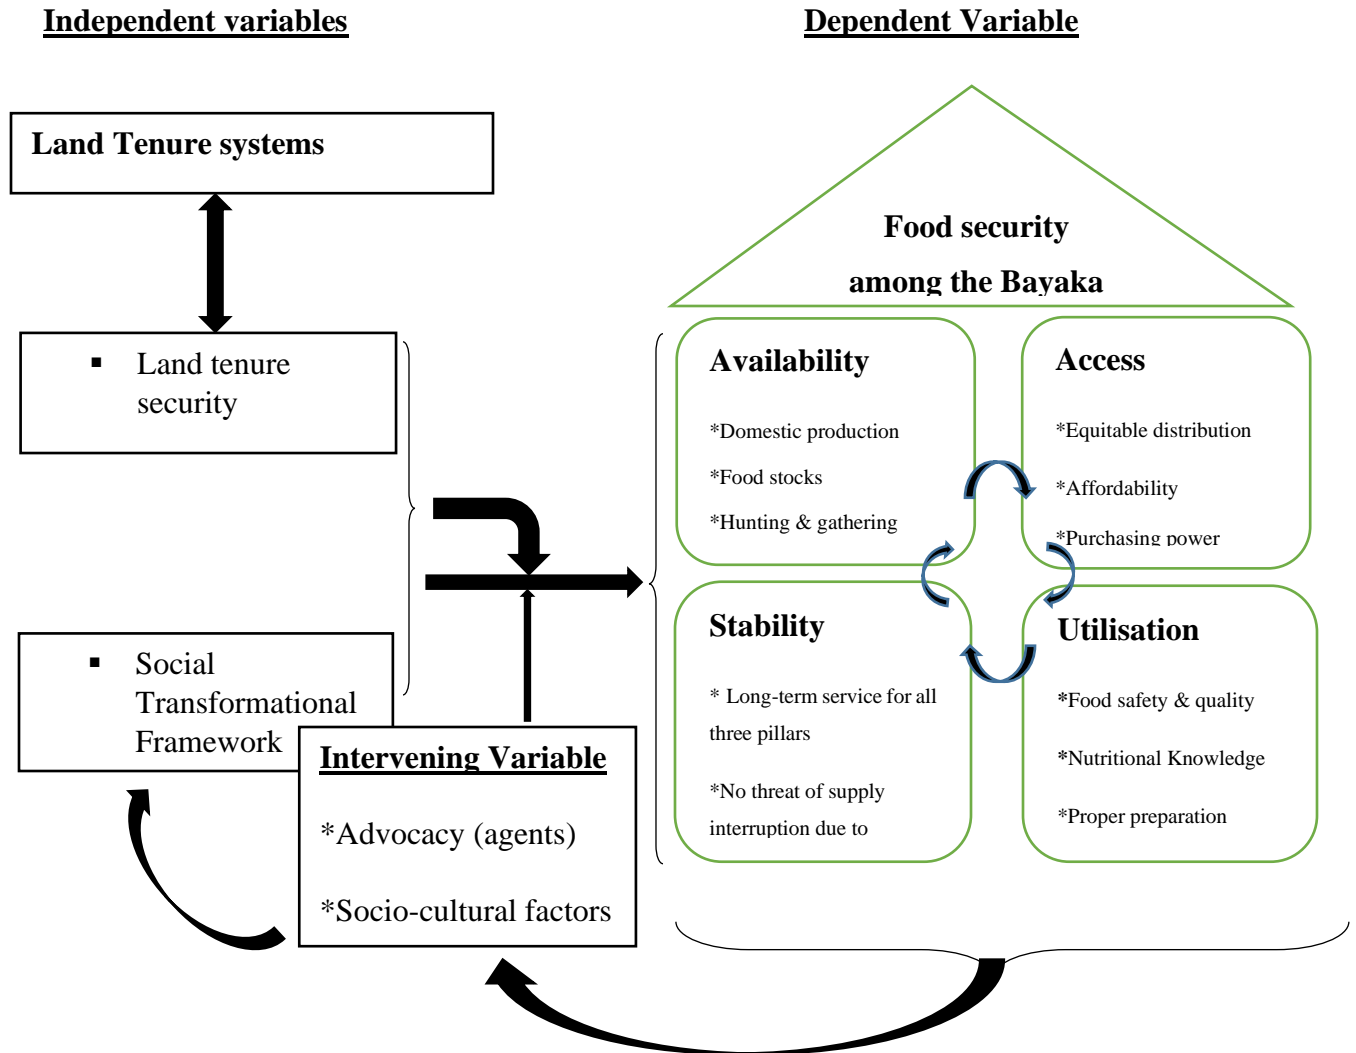 Independent variables
Dependent Variable
Land Tenure systems
▪ Land tenure
security
▪ Social
Transformational
Framework
Intervening Variable
*Advocacy (agents)
*Socio-cultural factors
Food security
among the Bayaka
Availability
*Domestic production
*Food stocks
*Hunting & gathering
Access
*Equitable distribution
*Affordability
*Purchasing power
Stability
* Long-term service for all
three pillars
*No threat of supply
interruption due to
Utilisation
*Food safety & quality
*Nutritional Knowledge
*Proper preparation